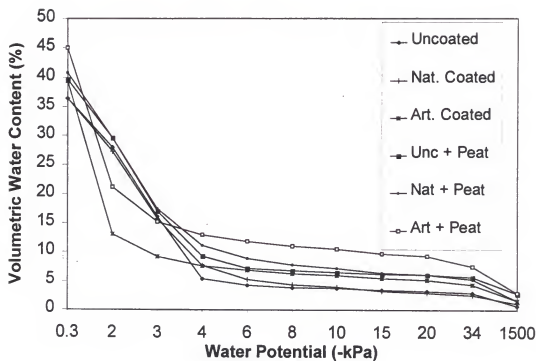 50
45
40
35
30
25
20
15
10
5
0
Volumetric Water Content (%)
Uncoated
Nat. Coated
Art. Coated
Unc + Peat
Nat + Peat
Art + Peat
0.3 2 3 4 6 8 10 15 20 34 1500
Water Potential (-kPa)